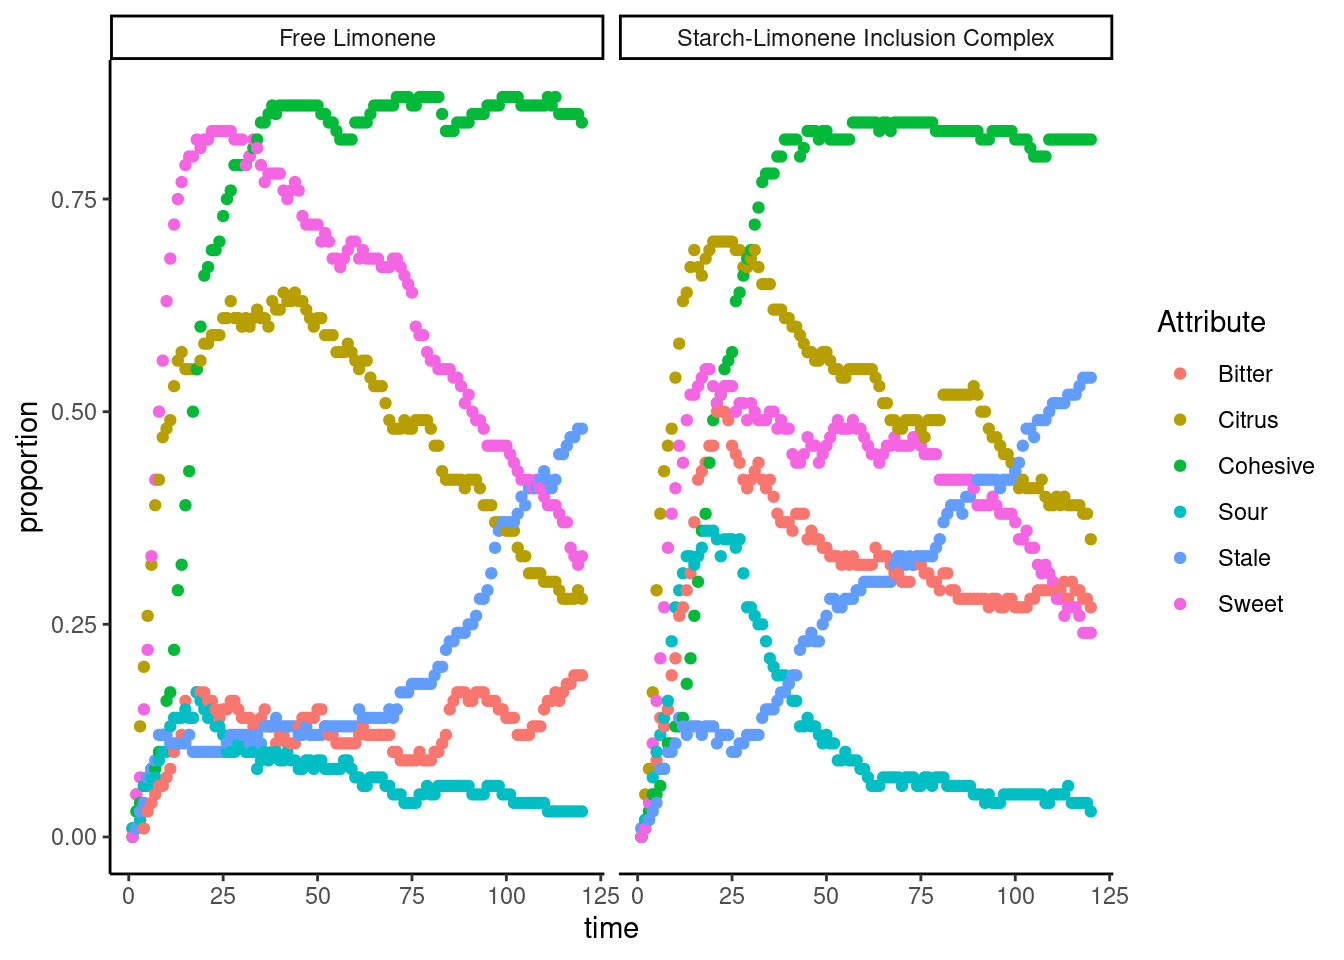 Free Limonene
Starch-Limonene Inclusion Complex
0.75
0.50
0.25
0.00
proportion
0 25 50 75 100 125
0 25 50 75 100 125
time
Attribute
Bitter
Citrus
Cohesive
Sour
Stale
Sweet